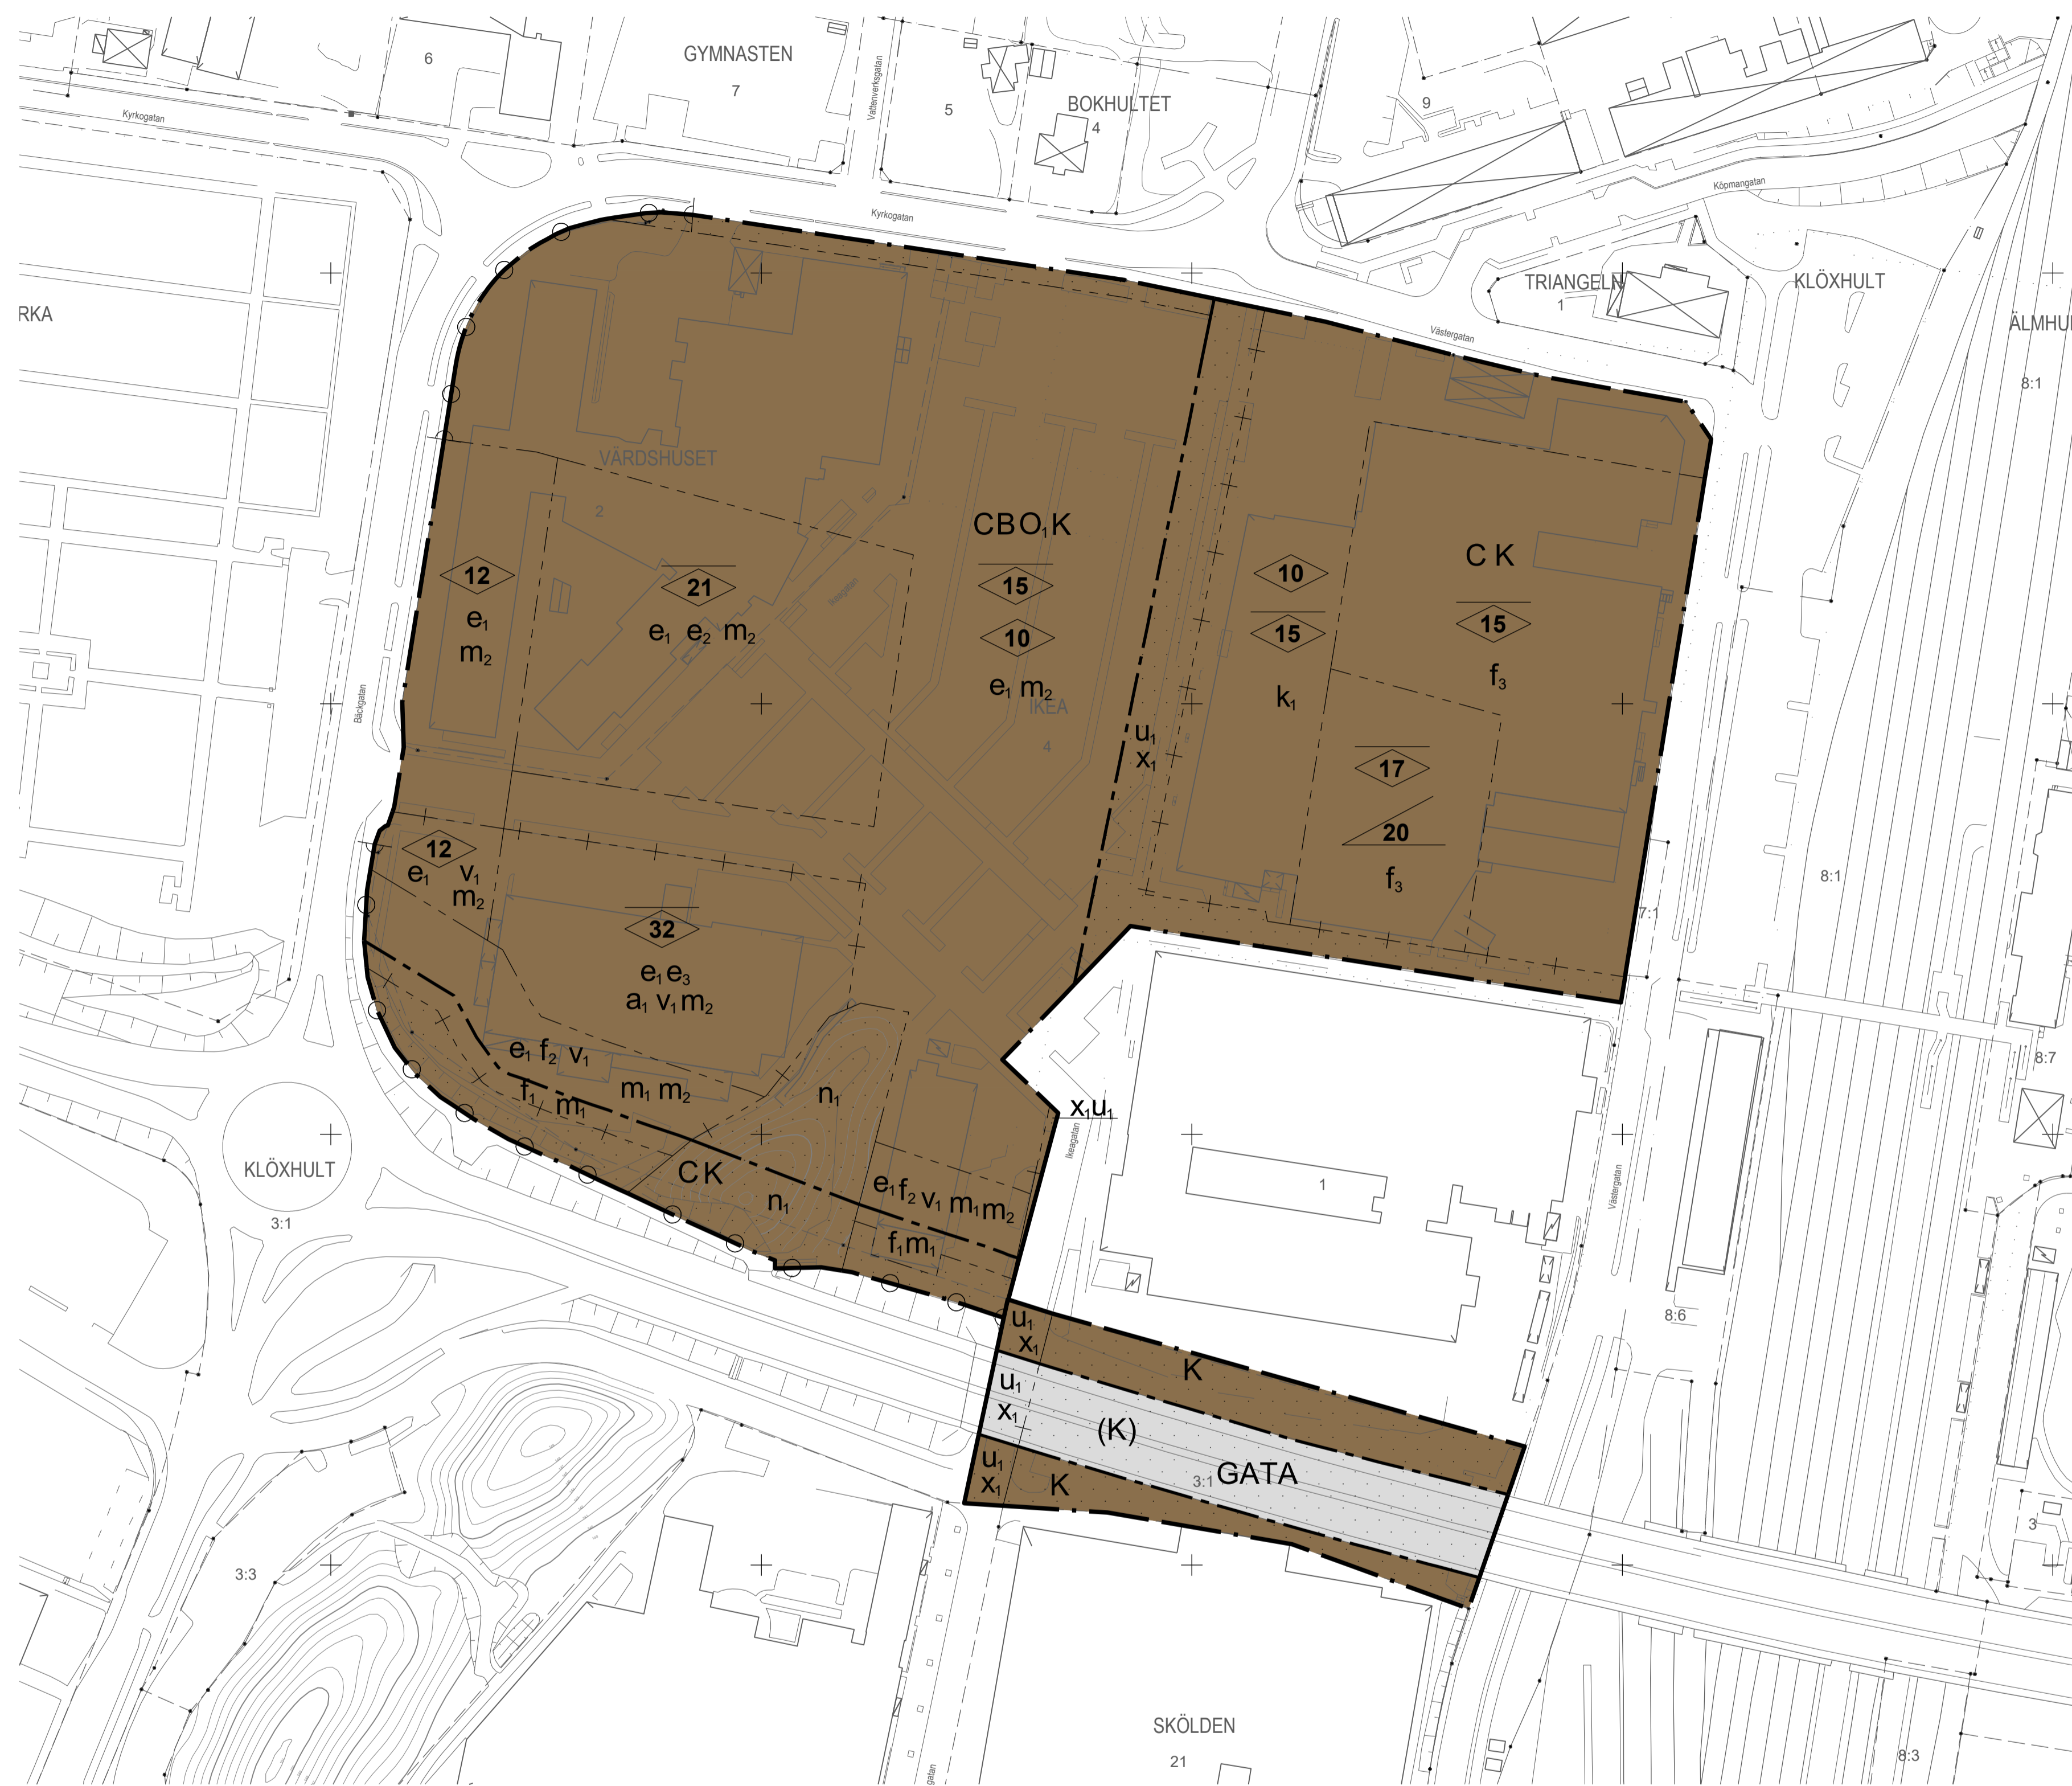 GYMNASTEN
6
7
5
BOKHULTET
4
9
Vattenverksgatan
Kyrkogatan
Kyrkogatan
Köpmangatan
TRIANGELN
1
KLÖXHULT
Västergatan
RKA
ÄLMHU
8:1
VÄRDSHUSET
2
CBO₁K
CK
12
21
15
10
10
15
15
e₁
m₂
e₁ e₂ m₂
Ikeagatan
e₁ m₂
IKEA
4
k₁
f₃
Bäckgatan
u₁
x₁
17
20
f₃
12
e₁ v₁
m₂
8:1
7:1
32
e₁ e₃
a₁ v₁ m₂
e₁ f₂ v₁
m₁ m₂
f₁ m₁
n₁
8:7
x₁u₁
Ikeagatan
KLÖXHULT
3:1
CK
n₁
e₁ f₂ v₁ m₁ m₂
f₁ m₁
1
Västergatan
8:6
u₁
x₁
K
u₁
x₁
(K)
u₁
x₁
K
3:1
GATA
3
3:3
SKÖLDEN
21
gatan
8:3